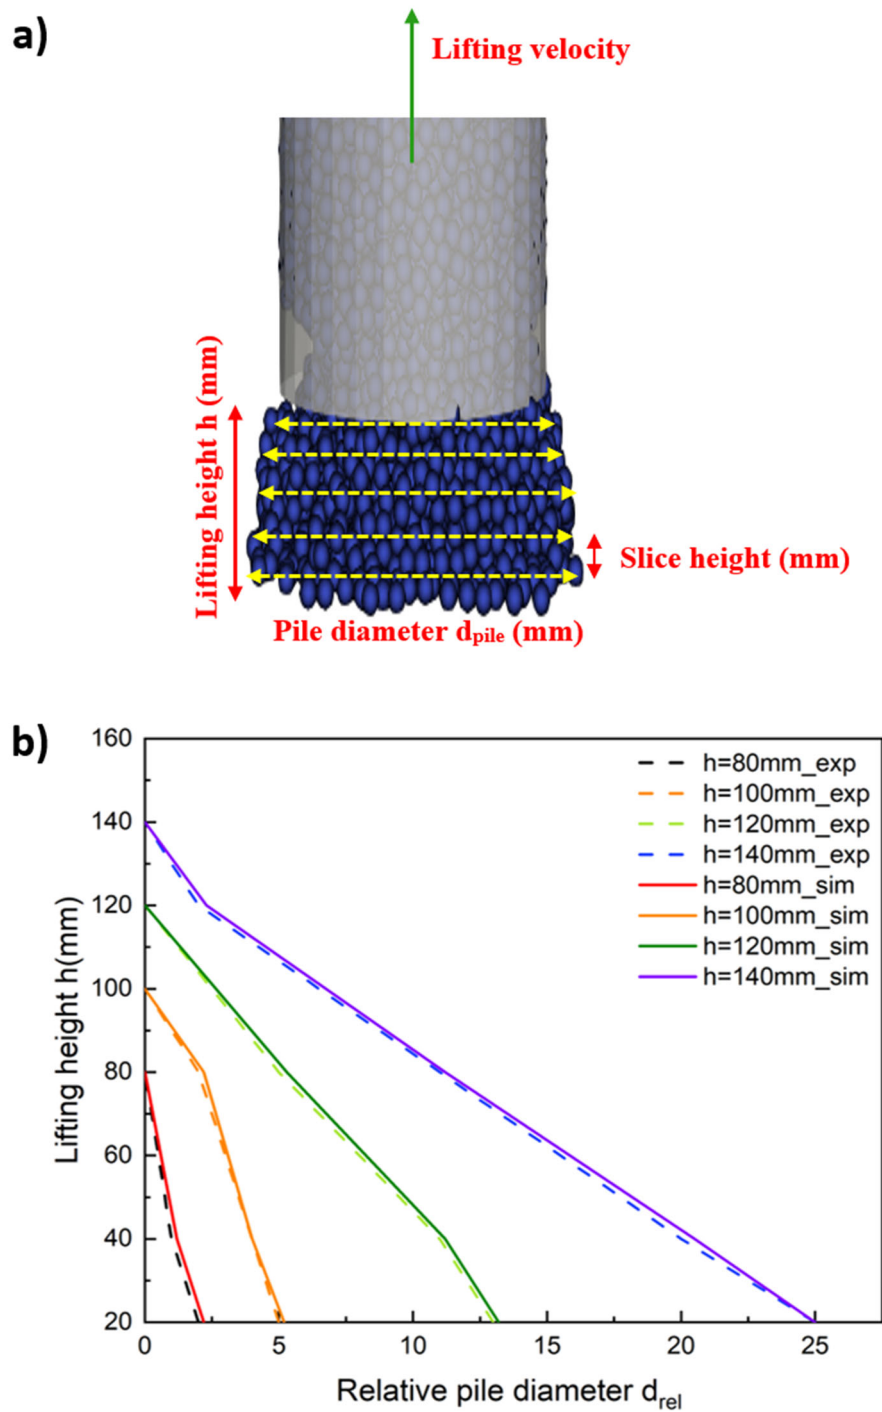 a)
Lifting velocity
Lifting height h (mm)
Slice height (mm)
Pile diameter dpile (mm)
b)
160
140
120
100
80
60
40
20
Lifting height h(mm)
h=80mm_exp
h=100mm_exp
h=120mm_exp
h=140mm_exp
h=80mm_sim
h=100mm_sim
h=120mm_sim
h=140mm_sim
0 5 10 15 20 25
Relative pile diameter drel